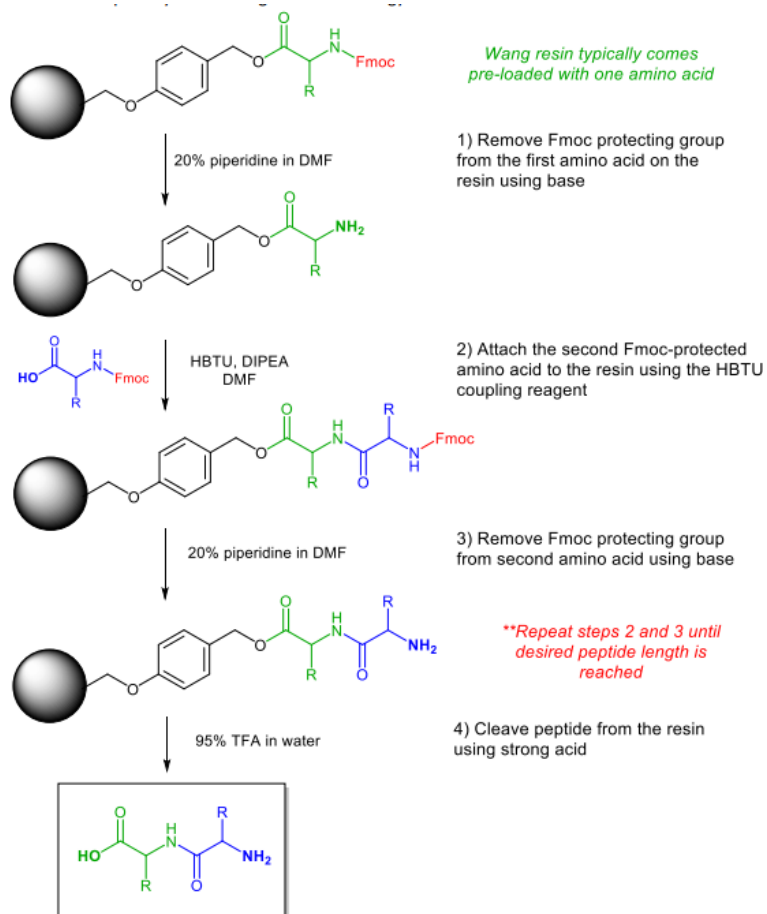 O
H
N
Fmoc
O
O
R
Wang resin typically comes
pre-loaded with one amino acid
20% piperidine in DMF
1) Remove Fmoc protecting group
from the first amino acid on the
resin using base
O
NH2
O
O
R
O
H
N
HO
Fmoc
R
HBTU, DIPEA
DMF
2) Attach the second Fmoc-protected
amino acid to the resin using the HBTU
coupling reagent
O
H
N
R
Fmoc
O
N
H
R
O
O
20% piperidine in DMF
3) Remove Fmoc protecting group
from second amino acid using base
O
H
N
R
O
NH2
R
O
O
**Repeat steps 2 and 3 until
desired peptide length is
reached
95% TFA in water
4) Cleave peptide from the resin
using strong acid
O
H
N
R
HO
NH2
R
O